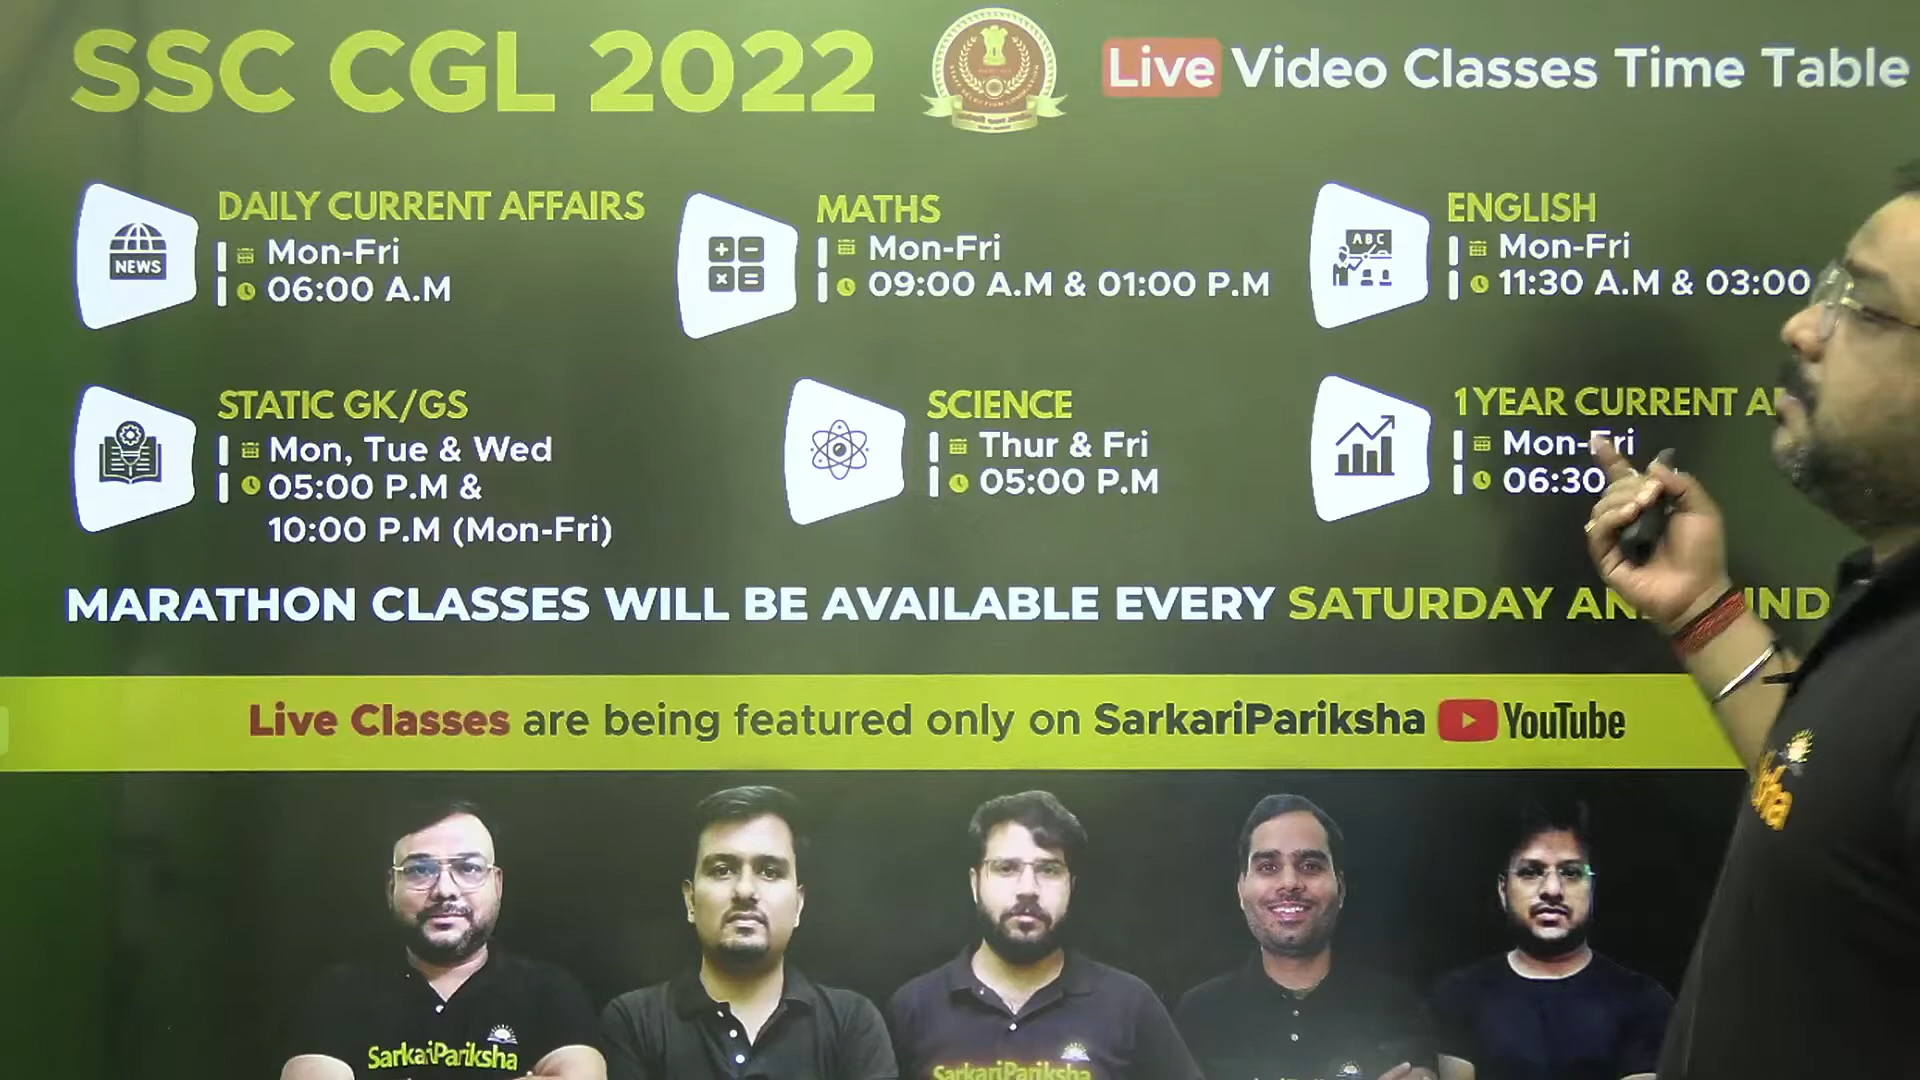 SSC CGL 2022
Live Video Classes Time Table
DAILY CURRENT AFFAIRS
Mon-Fri
06:00 A.M
MATHS
Mon-Fri
09:00 A.M & 01:00 P.M
ENGLISH
Mon-Fri
11:30 A.M & 03:00
STATIC GK/GS
Mon, Tue & Wed
05:00 P.M &
10:00 P.M (Mon-Fri)
SCIENCE
Thur & Fri
05:00 P.M
1 YEAR CURRENT
Mon-Fri
06:30
MARATHON CLASSES WILL BE AVAILABLE EVERY SATURDAY
Live Classes are being featured only on SarkariPariksha YouTube
NEWS
ABC
SarkariPariksha
SarkariPariksha